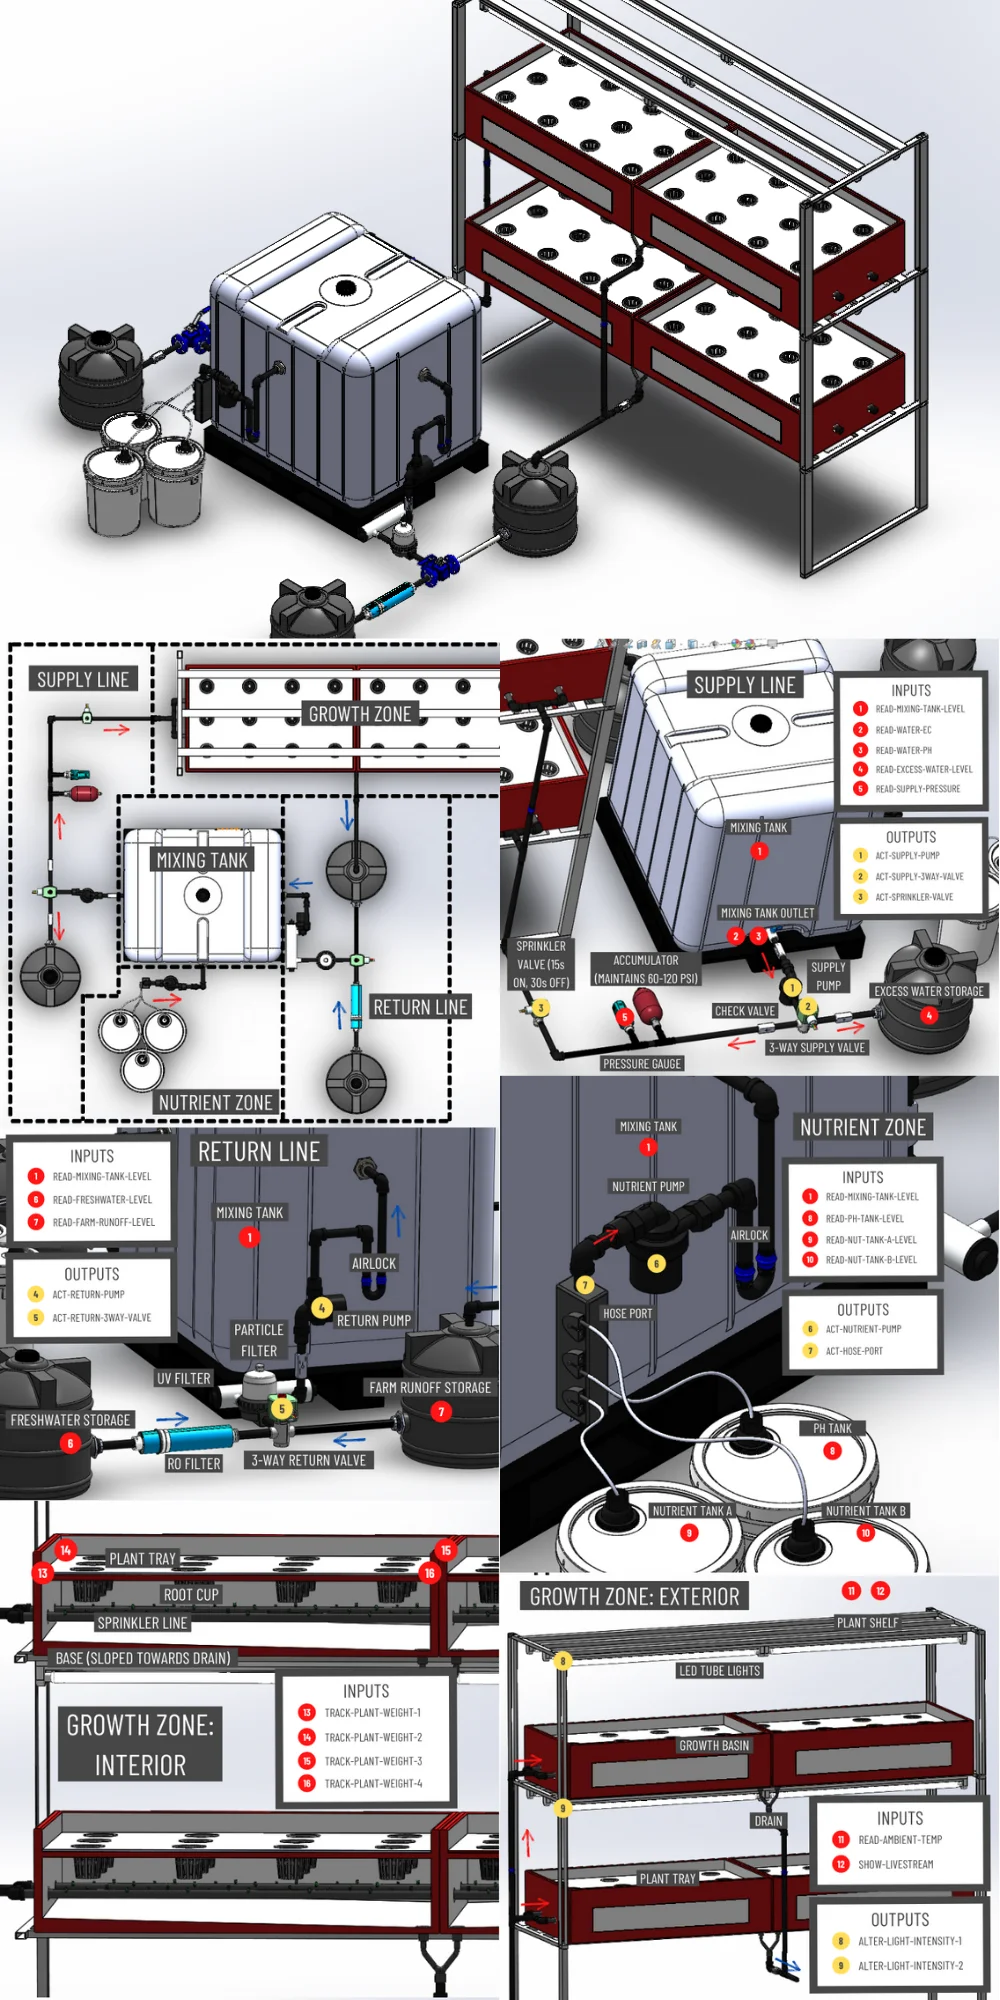 SUPPLY LINE
GROWTH ZONE
MIXING TANK
RETURN LINE
NUTRIENT ZONE
SUPPLY LINE
INPUTS
1 READ-MIXING-TANK-LEVEL
2 READ-WATER-EC
3 READ-WATER-PH
4 READ-EXCESS-WATER-LEVEL
5 READ-SUPPLY-PRESSURE
OUTPUTS
1 ACT-SUPPLY-PUMP
2 ACT-SUPPLY-3WAY-VALVE
3 ACT-SPRINKLER-VALVE
MIXING TANK
1
MIXING TANK OUTLET
2 3
SPRINKLER
VALVE (15s
ON, 30s OFF)
3
ACCUMULATOR
(MAINTAINS 60-120 PSI)
5
SUPPLY
PUMP
1
2
EXCESS WATER STORAGE
4
CHECK VALVE
3-WAY SUPPLY VALVE
PRESSURE GAUGE
RETURN LINE
INPUTS
1 READ-MIXING-TANK-LEVEL
6 READ-FRESHWATER-LEVEL
7 READ-FARM-RUNOFF-LEVEL
OUTPUTS
4 ACT-RETURN-PUMP
5 ACT-RETURN-3WAY-VALVE
MIXING TANK
1
AIRLOCK
4
RETURN PUMP
PARTICLE
FILTER
UV FILTER
FARM RUNOFF STORAGE
7
5
FRESHWATER STORAGE
6
RO FILTER
3-WAY RETURN VALVE
NUTRIENT ZONE
INPUTS
1 READ-MIXING-TANK-LEVEL
8 READ-PH-TANK-LEVEL
9 READ-NUT-TANK-A-LEVEL
10 READ-NUT-TANK-B-LEVEL
OUTPUTS
6 ACT-NUTRIENT-PUMP
7 ACT-HOSE-PORT
MIXING TANK
1
NUTRIENT PUMP
AIRLOCK
6
7
HOSE PORT
PH TANK
8
NUTRIENT TANK A
9
NUTRIENT TANK B
10
14
13
PLANT TRAY
15
16
ROOT CUP
SPRINKLER LINE
BASE (SLOPED TOWARDS DRAIN)
GROWTH ZONE:
INTERIOR
INPUTS
13 TRACK-PLANT-WEIGHT-1
14 TRACK-PLANT-WEIGHT-2
15 TRACK-PLANT-WEIGHT-3
16 TRACK-PLANT-WEIGHT-4
GROWTH ZONE: EXTERIOR
11 12
PLANT SHELF
8
LED TUBE LIGHTS
GROWTH BASIN
9
DRAIN
PLANT TRAY
INPUTS
11 READ-AMBIENT-TEMP
12 SHOW-LIVESTREAM
OUTPUTS
8 ALTER-LIGHT-INTENSITY-1
9 ALTER-LIGHT-INTENSITY-2